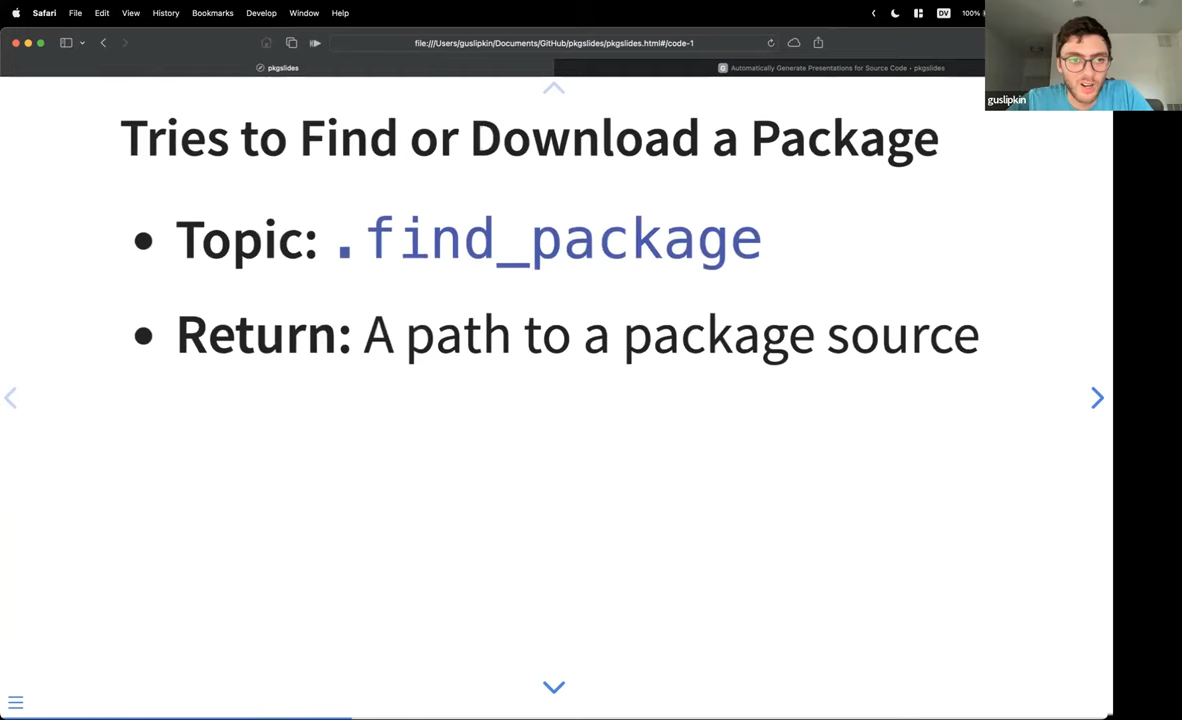 Safari File Edit View History Bookmarks Develop Window Help DV 100%
file:///Users/guslipkin/Documents/GitHub/pkgslides/pkgslides.html#/code-1
pkgslides
G Automatically Generate Presentations for Source Code • pkgslides
guslipkin
Tries to Find or Download a Package
• Topic: .find_package
• Return: A path to a package source